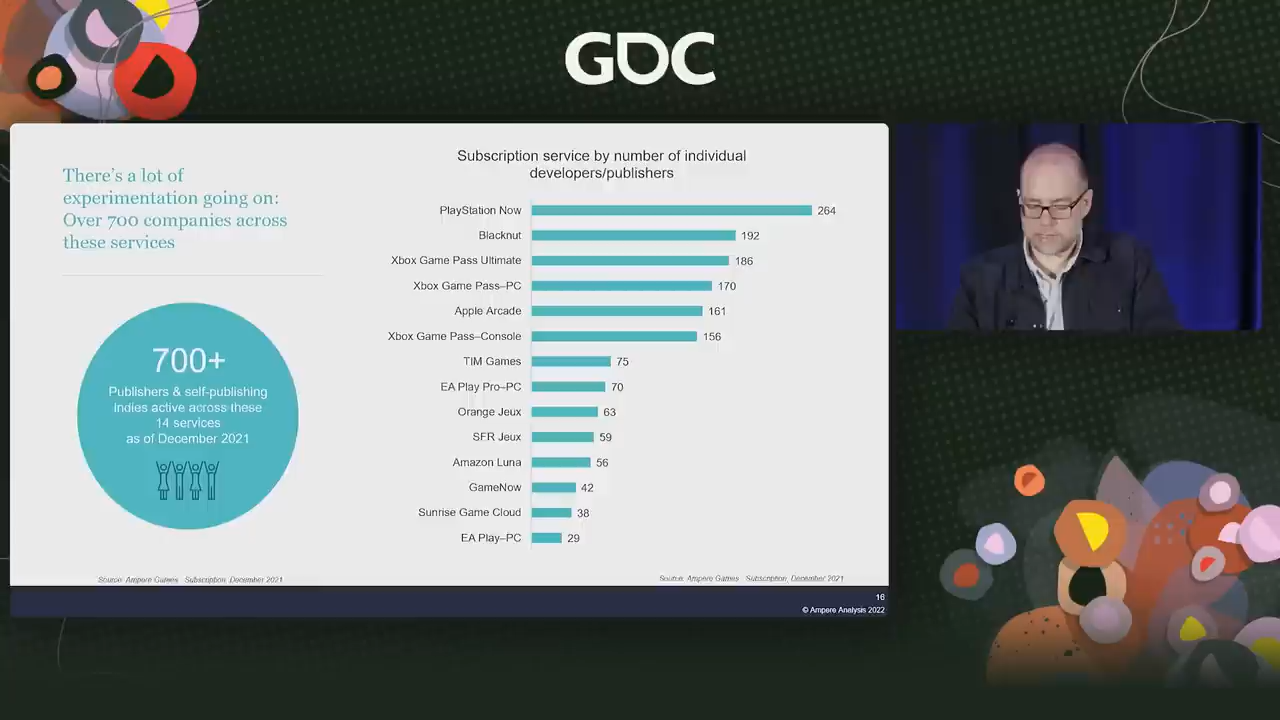 GDC
There's a lot of
experimentation going on:
Over 700 companies across
these services
700+
Publishers & self-publishing
indies active across these
14 services
as of December 2021
Source: Ampere Games - Subscription, December 2021
Subscription service by number of individual
developers/publishers
PlayStation Now 264
Blacknut 192
Xbox Game Pass Ultimate 186
Xbox Game Pass–PC 170
Apple Arcade 161
Xbox Game Pass–Console 156
TIM Games 75
EA Play Pro–PC 70
Orange Jeux 63
SFR Jeux 59
Amazon Luna 56
GameNow 42
Sunrise Game Cloud 38
EA Play–PC 29
Source: Ampere Games - Subscription, December 2021
16
© Ampere Analysis 2022